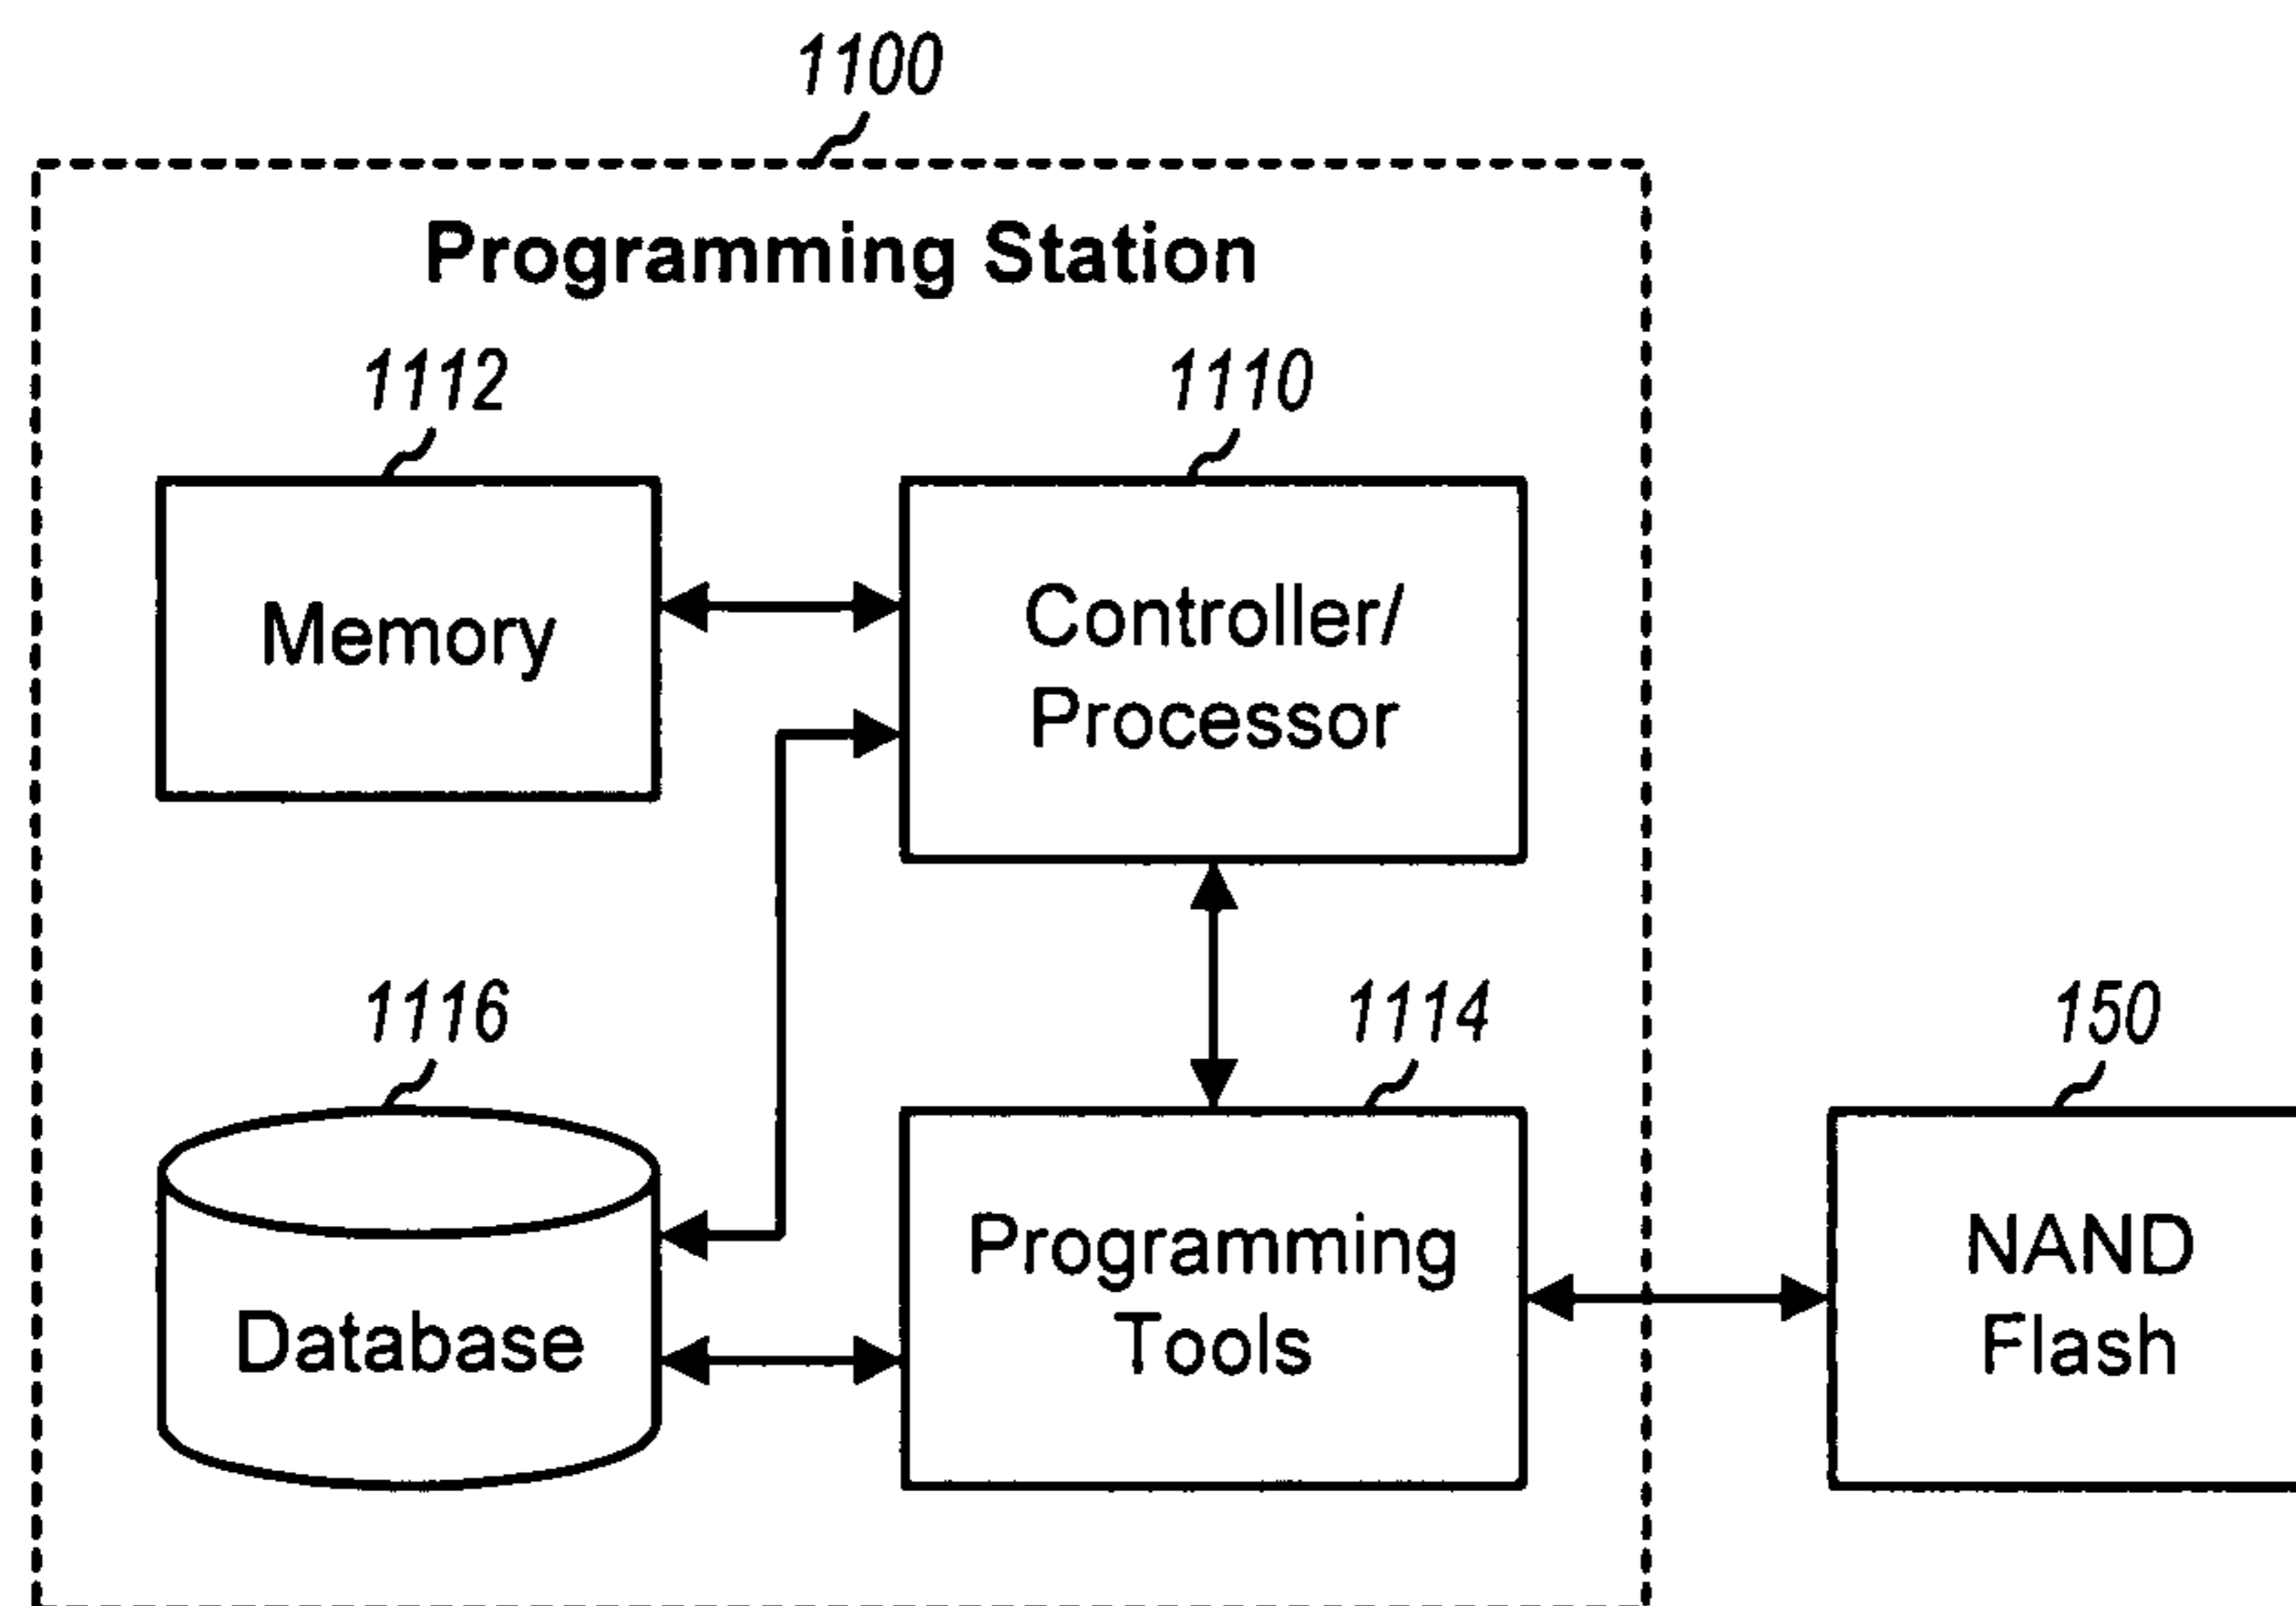 1100
Programming Station
1112
1110
Memory
Controller/
Processor
1116
1114
150
Database
Programming
Tools
NAND
Flash